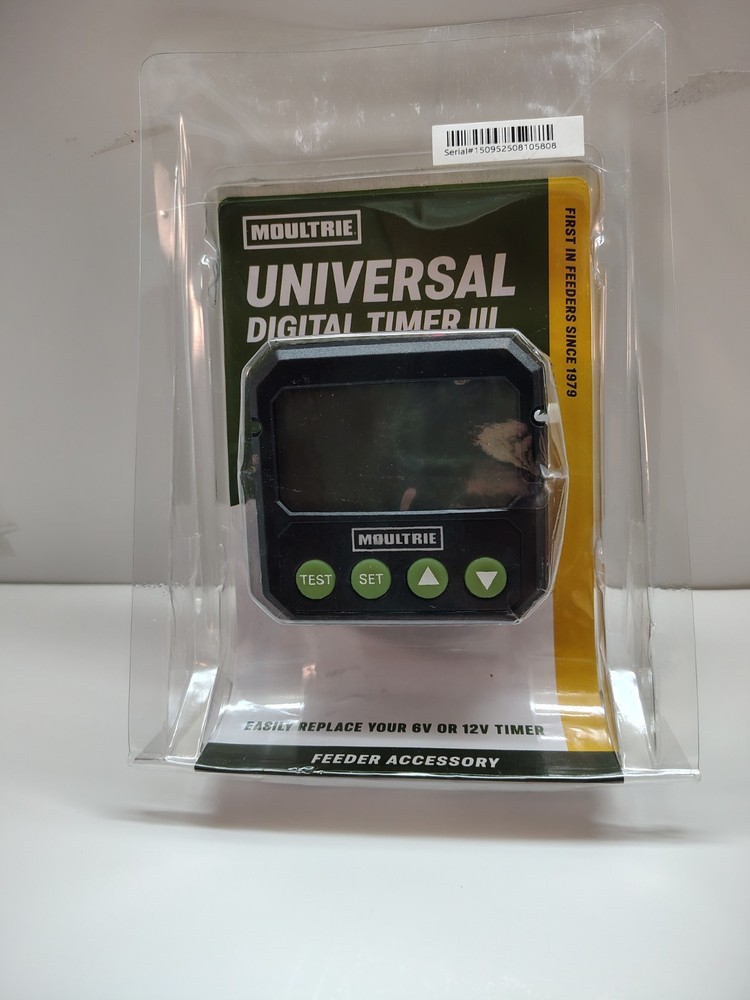 Serial#150952508105808
MOULTRIE
UNIVERSAL
DIGITAL TIMER III
FIRST IN FEEDERS SINCE 1979
MOULTRIE
TEST SET
EASILY REPLACE YOUR 6V OR 12V TIMER
FEEDER ACCESSORY